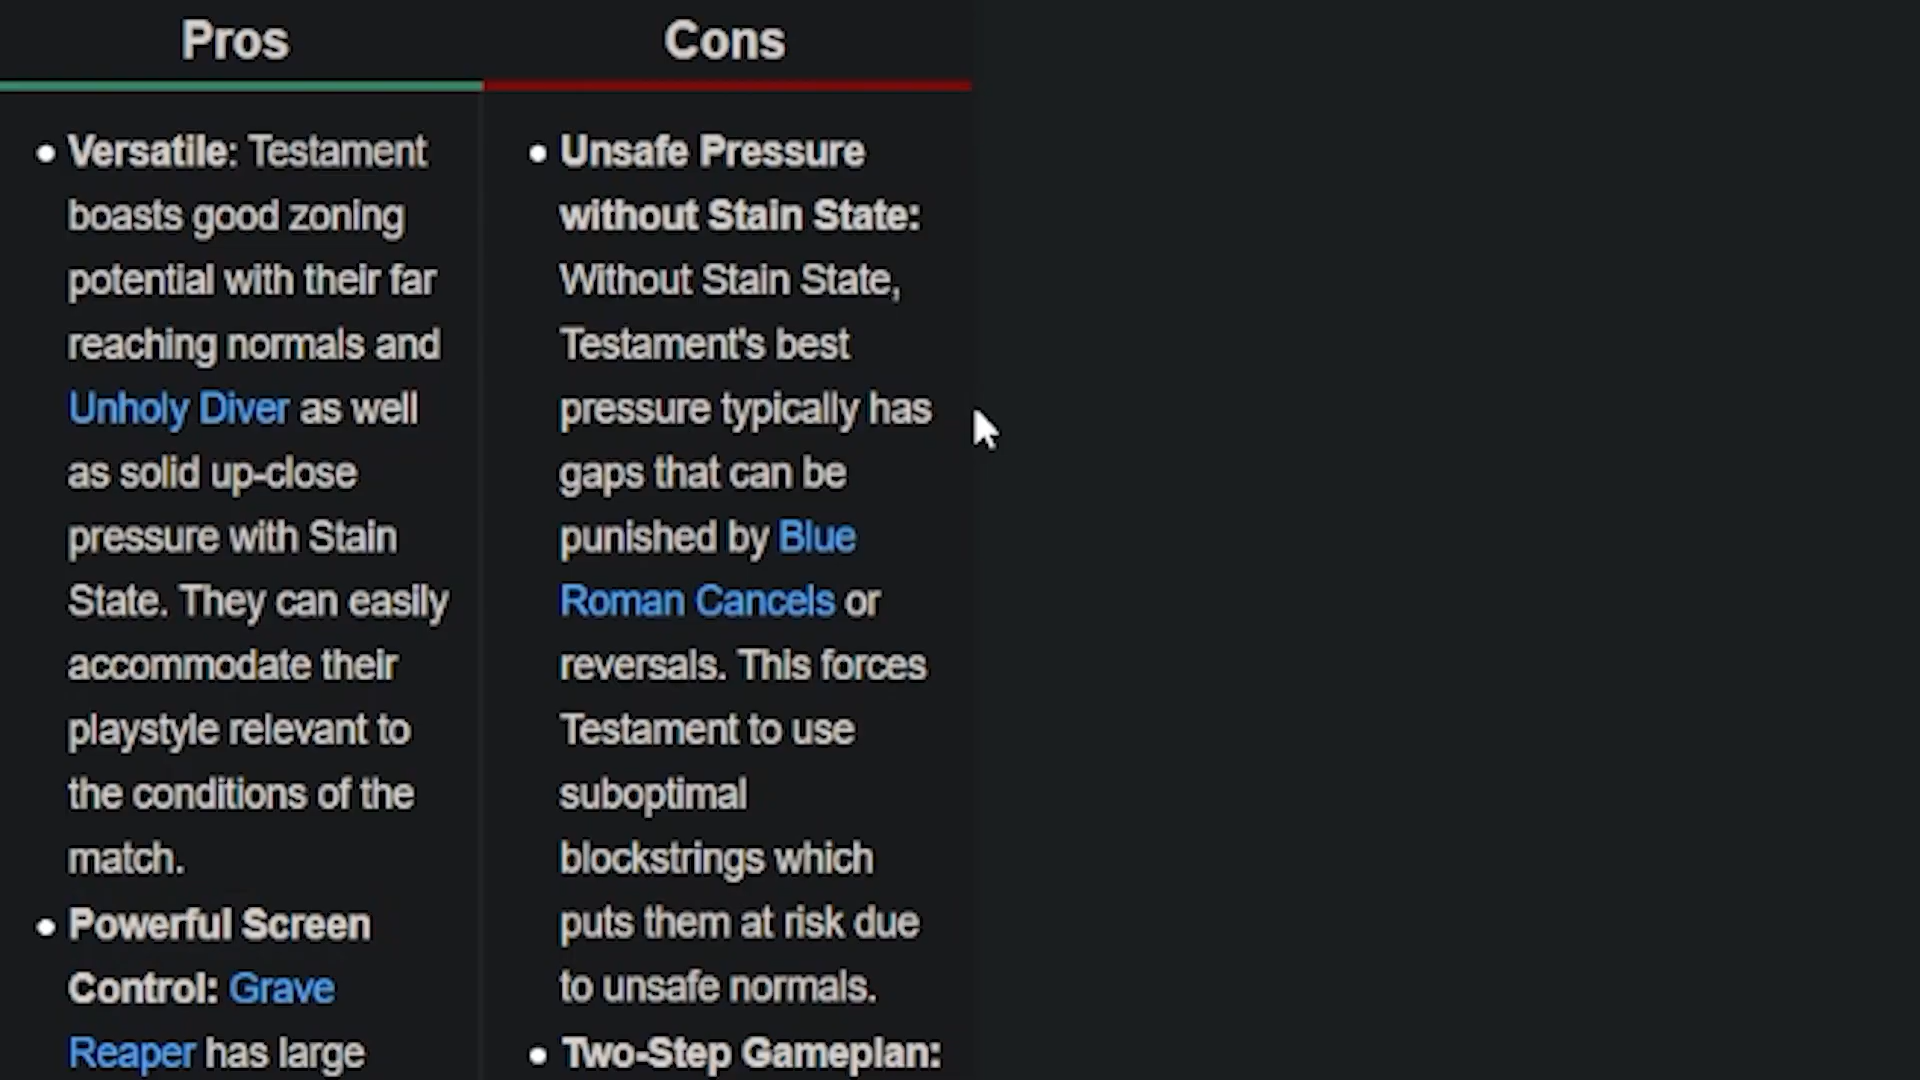 Pros
Versatile: Testament
boasts good zoning
potential with their far
reaching normals and
Unholy Diver as well
as solid up-close
pressure with Stain
State. They can easily
accommodate their
playstyle relevant to
the conditions of the
match.
Powerful Screen
Control: Grave
Reaper has large
Cons
Unsafe Pressure
without Stain State:
Without Stain State,
Testament's best
pressure typically has
gaps that can be
punished by Blue
Roman Cancels or
reversals. This forces
Testament to use
suboptimal
blockstrings which
puts them at risk due
to unsafe normals.
Two-Step Gameplan: